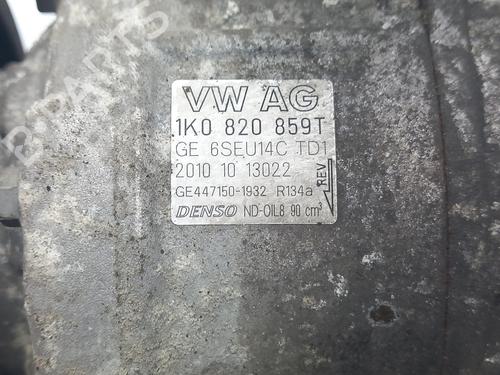 VW AG
1K0 820 859T
GE 6SEU14C TD1
2010 10 13022
GE447150-1932 R134a
DENSO ND-OIL8 90 cm³
REV
B-PARTS